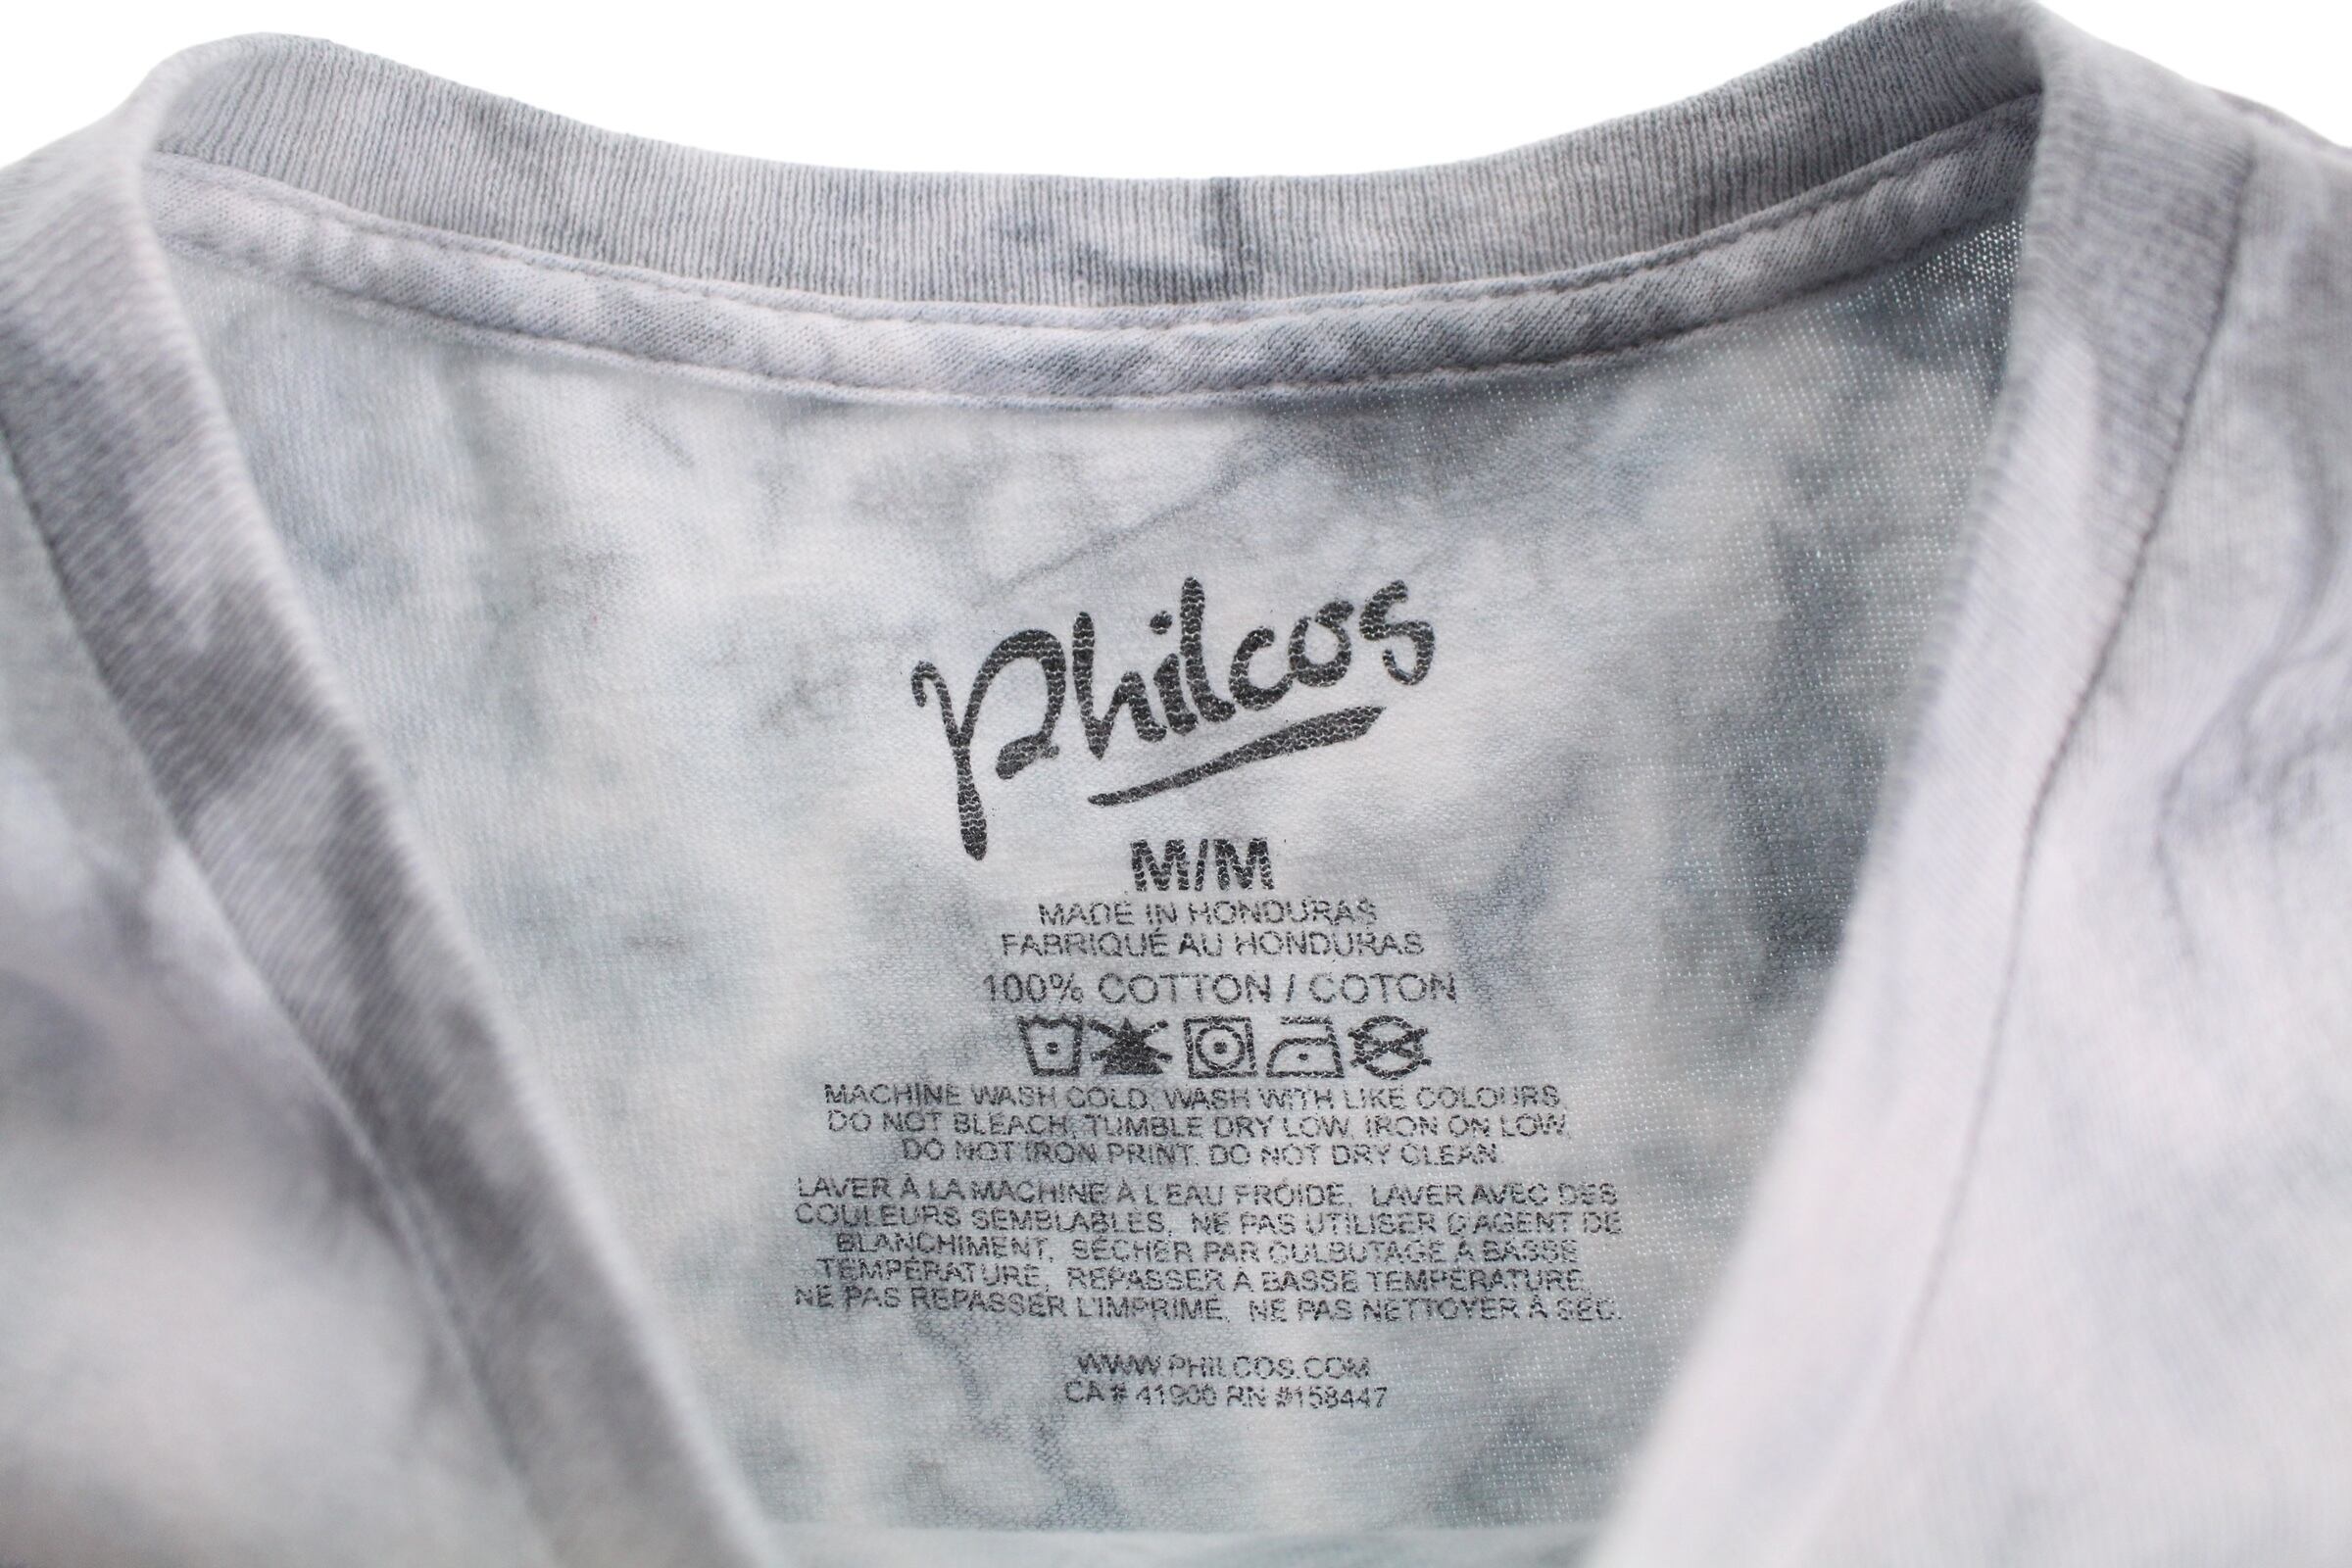 Philcos
M/M
MADE IN HONDURAS
FABRIQUÉ AU HONDURAS
100% COTTON / COTON
MACHINE WASH COLD, WASH WITH LIKE COLOURS,
DO NOT BLEACH, TUMBLE DRY LOW, IRON ON LOW,
DO NOT IRON PRINT. DO NOT DRY CLEAN.
LAVER À LA MACHINE À L'EAU FROIDE, LAVER AVEC DES
COULEURS SEMBLABLES, NE PAS UTILISER D'AGENT DE
BLANCHIMENT, SÉCHER PAR CULBUTAGE À BASSE
TEMPÉRATURE, REPASSER À BASSE TEMPÉRATURE,
NE PAS REPASSER L'IMPRIMÉ, NE PAS NETTOYER À SEC.
WWW.PHILCOS.COM
CA # 41900 RN #158447